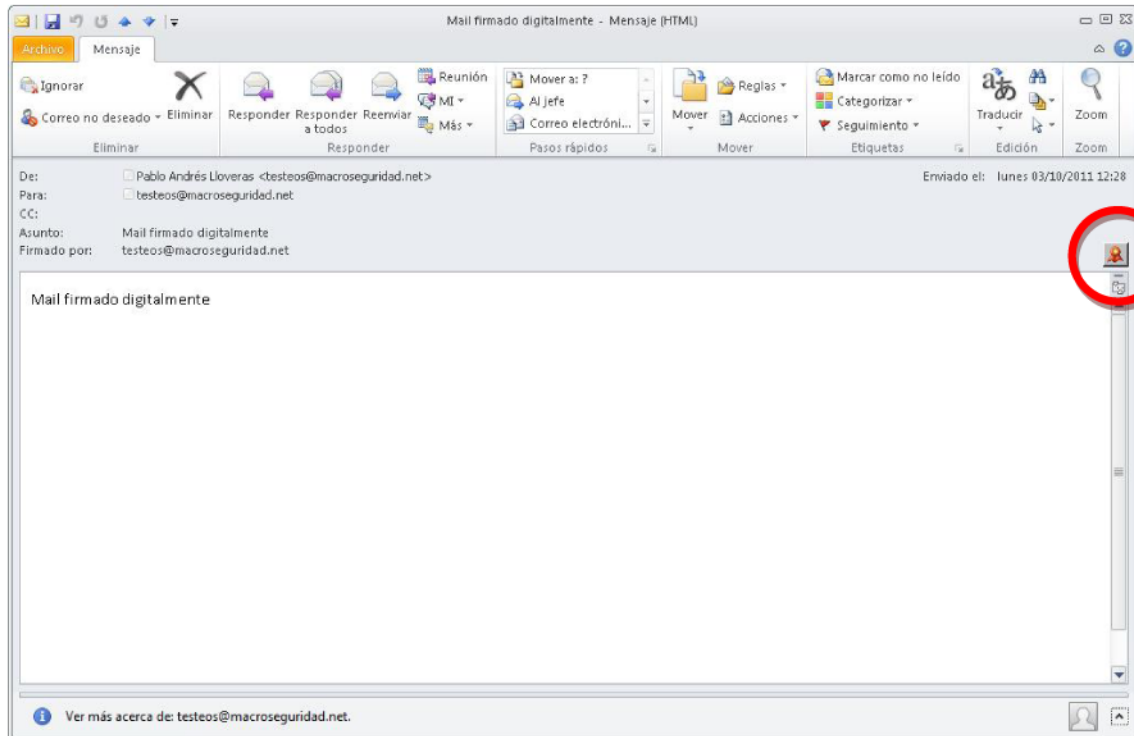 Mail firmado digitalmente - Mensaje (HTML)
Archivo Mensaje
Ignorar
Correo no deseado
Eliminar
Eliminar
Responder
Responder a todos
Reenviar
Reunión
MI
Más
Responder
Mover a: ?
Al jefe
Correo electróni...
Pasos rápidos
Mover
Reglas
Acciones
Mover
Marcar como no leído
Categorizar
Seguimiento
Etiquetas
Traducir
Edición
Zoom
Zoom
De: Pablo Andrés Lloveras <testeos@macroseguridad.net> Enviado el: lunes 03/10/2011 12:28
Para: testeos@macroseguridad.net
CC:
Asunto: Mail firmado digitalmente
Firmado por: testeos@macroseguridad.net
Mail firmado digitalmente
Ver más acerca de: testeos@macroseguridad.net.